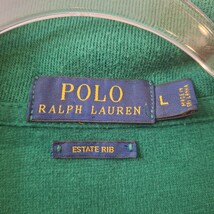 POLO
RALPH LAUREN
L
ESTATE RIB